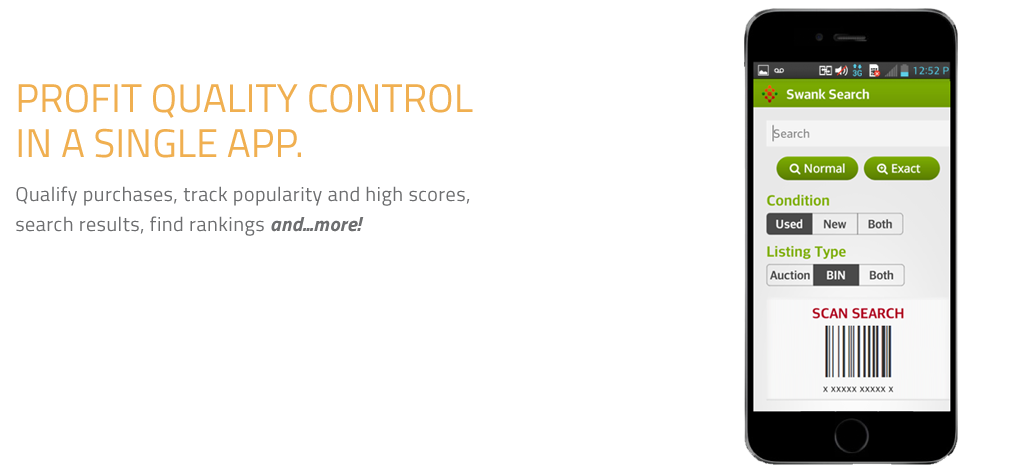 PROFIT QUALITY CONTROL
IN A SINGLE APP.
Qualify purchases, track popularity and high scores,
search results, find rankings and...more!
3G 12:52 P
Swank Search
Search
Normal Exact
Condition
Used New Both
Listing Type
Auction BIN Both
SCAN SEARCH
x xxxxx xxxxx x